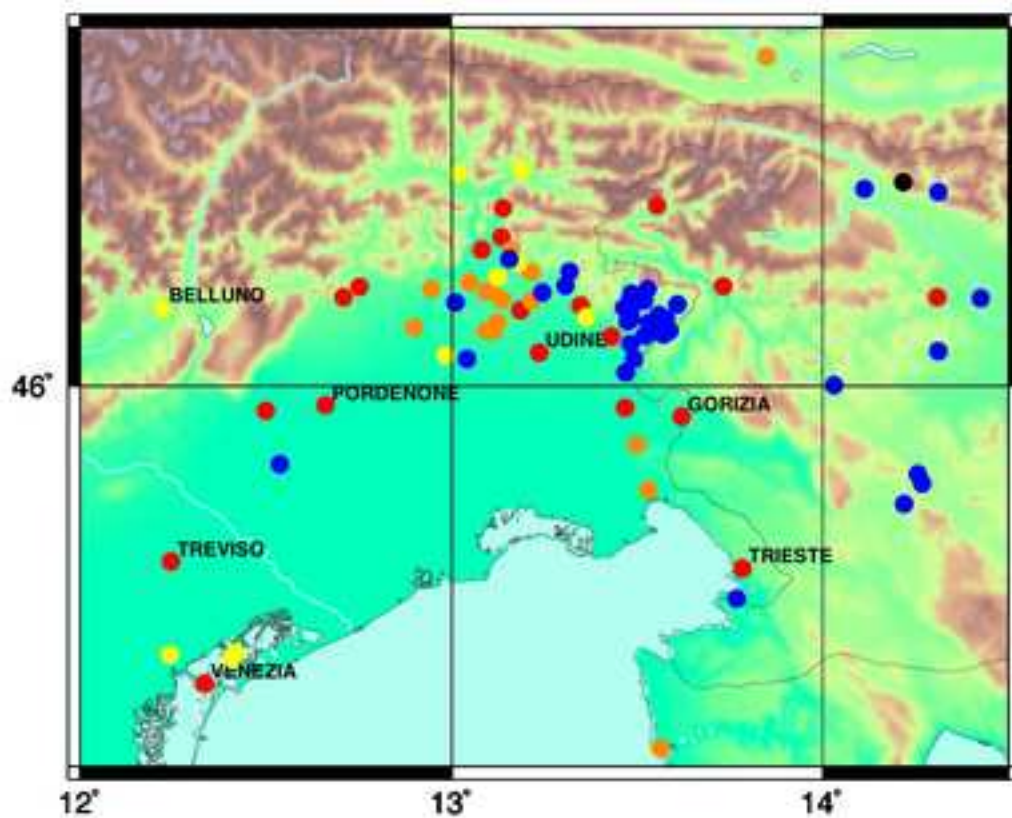 BELLUNO
UDINE
46°
PORDENONE
GORIZIA
TREVISO
TRIESTE
VENEZIA
12°
13°
14°